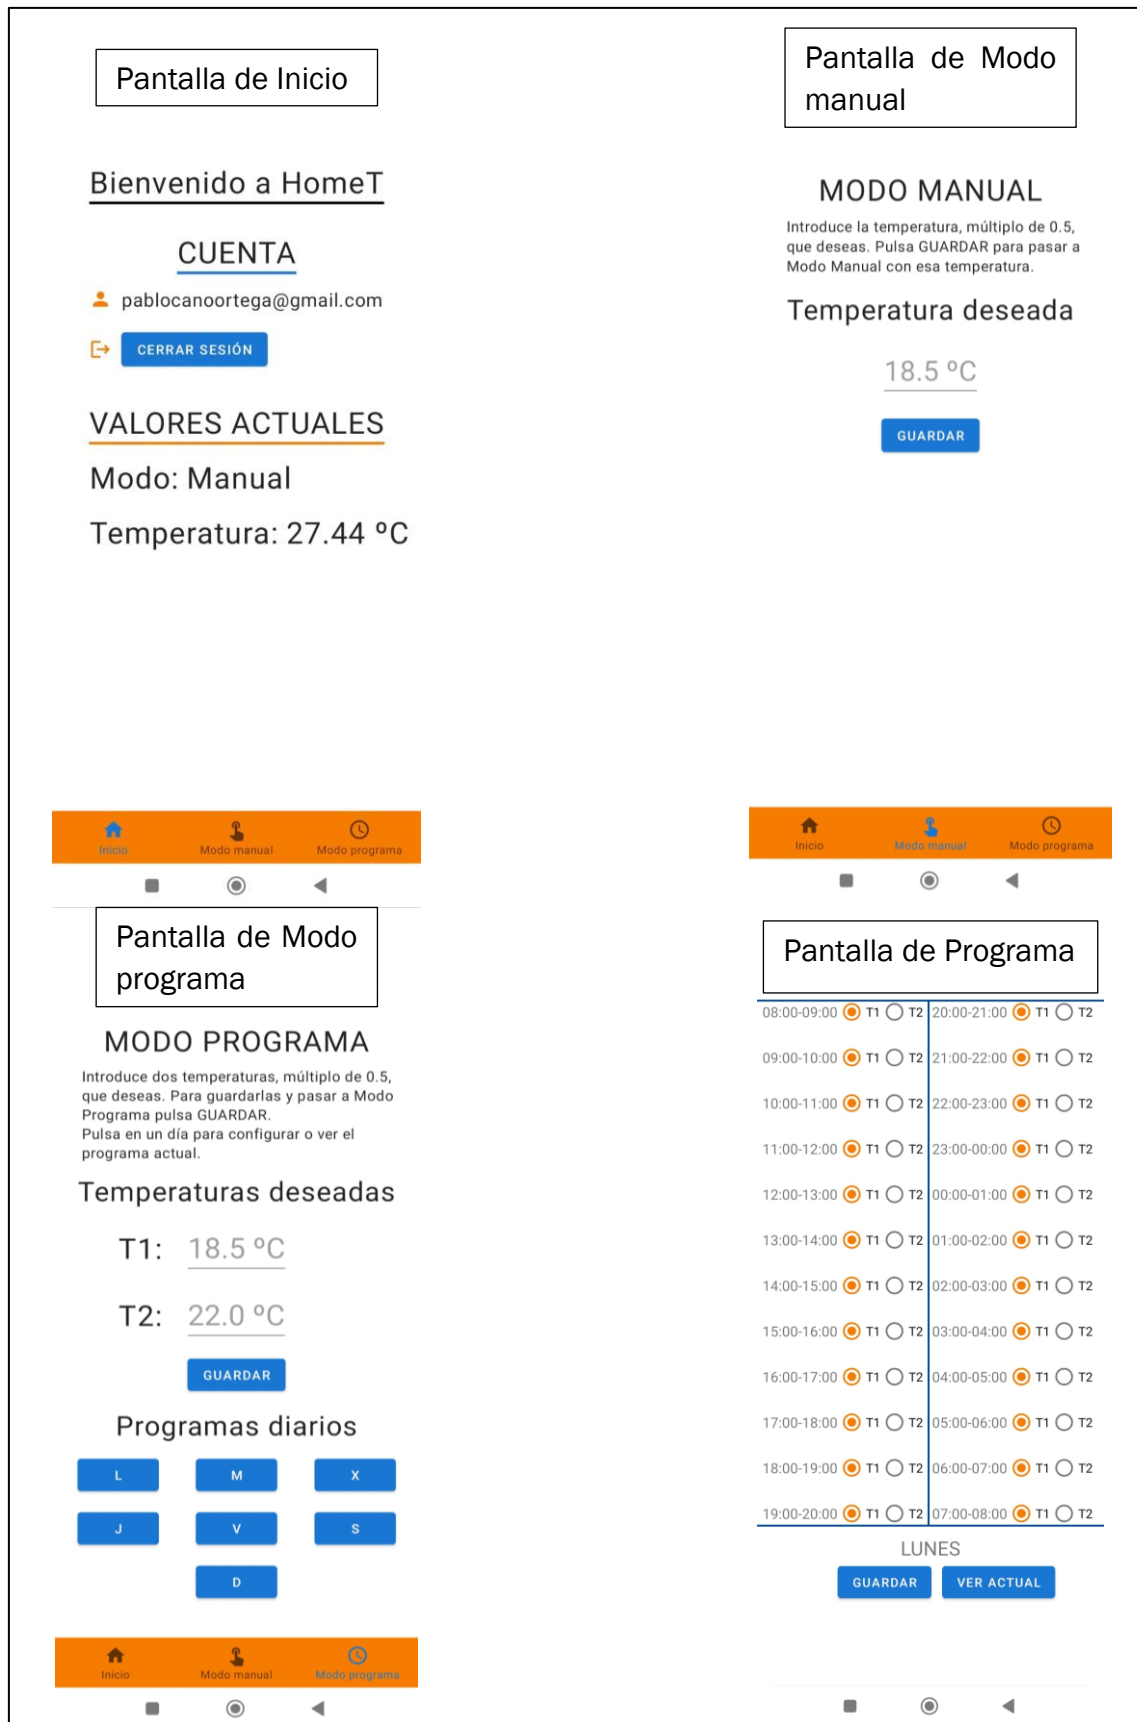 Pantalla de Inicio
Bienvenido a HomeT
CUENTA
pablocanoortega@gmail.com
CERRAR SESIÓN
VALORES ACTUALES
Modo: Manual
Temperatura: 27.44 ºC
Inicio
Modo manual
Modo programa
Pantalla de Modo
manual
MODO MANUAL
Introduce la temperatura, múltiplo de 0.5,
que deseas. Pulsa GUARDAR para pasar a
Modo Manual con esa temperatura.
Temperatura deseada
18.5 ºC
GUARDAR
Inicio
Modo manual
Modo programa
Pantalla de Modo
programa
MODO PROGRAMA
Introduce dos temperaturas, múltiplo de 0.5,
que deseas. Para guardarlas y pasar a Modo
Programa pulsa GUARDAR.
Pulsa en un día para configurar o ver el
programa actual.
Temperaturas deseadas
T1: 18.5 ºC
T2: 22.0 ºC
GUARDAR
Programas diarios
L M X
J V S
D
Inicio
Modo manual
Modo programa
Pantalla de Programa
08:00-09:00 T1 T2 20:00-21:00 T1 T2
09:00-10:00 T1 T2 21:00-22:00 T1 T2
10:00-11:00 T1 T2 22:00-23:00 T1 T2
11:00-12:00 T1 T2 23:00-00:00 T1 T2
12:00-13:00 T1 T2 00:00-01:00 T1 T2
13:00-14:00 T1 T2 01:00-02:00 T1 T2
14:00-15:00 T1 T2 02:00-03:00 T1 T2
15:00-16:00 T1 T2 03:00-04:00 T1 T2
16:00-17:00 T1 T2 04:00-05:00 T1 T2
17:00-18:00 T1 T2 05:00-06:00 T1 T2
18:00-19:00 T1 T2 06:00-07:00 T1 T2
19:00-20:00 T1 T2 07:00-08:00 T1 T2
LUNES
GUARDAR VER ACTUAL